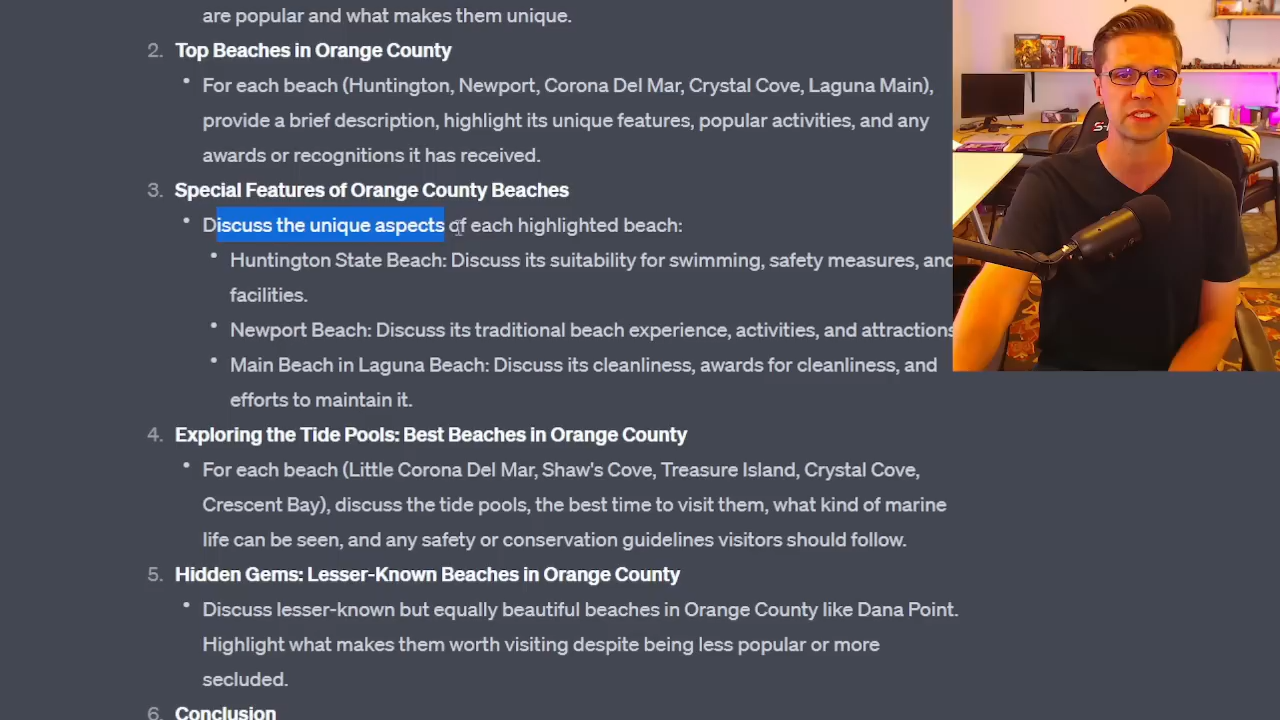 are popular and what makes them unique.
2. Top Beaches in Orange County
• For each beach (Huntington, Newport, Corona Del Mar, Crystal Cove, Laguna Main),
provide a brief description, highlight its unique features, popular activities, and any
awards or recognitions it has received.
3. Special Features of Orange County Beaches
• Discuss the unique aspects of each highlighted beach:
• Huntington State Beach: Discuss its suitability for swimming, safety measures, and
facilities.
• Newport Beach: Discuss its traditional beach experience, activities, and attractions
• Main Beach in Laguna Beach: Discuss its cleanliness, awards for cleanliness, and
efforts to maintain it.
4. Exploring the Tide Pools: Best Beaches in Orange County
• For each beach (Little Corona Del Mar, Shaw's Cove, Treasure Island, Crystal Cove,
Crescent Bay), discuss the tide pools, the best time to visit them, what kind of marine
life can be seen, and any safety or conservation guidelines visitors should follow.
5. Hidden Gems: Lesser-Known Beaches in Orange County
• Discuss lesser-known but equally beautiful beaches in Orange County like Dana Point.
Highlight what makes them worth visiting despite being less popular or more
secluded.
6. Conclusion